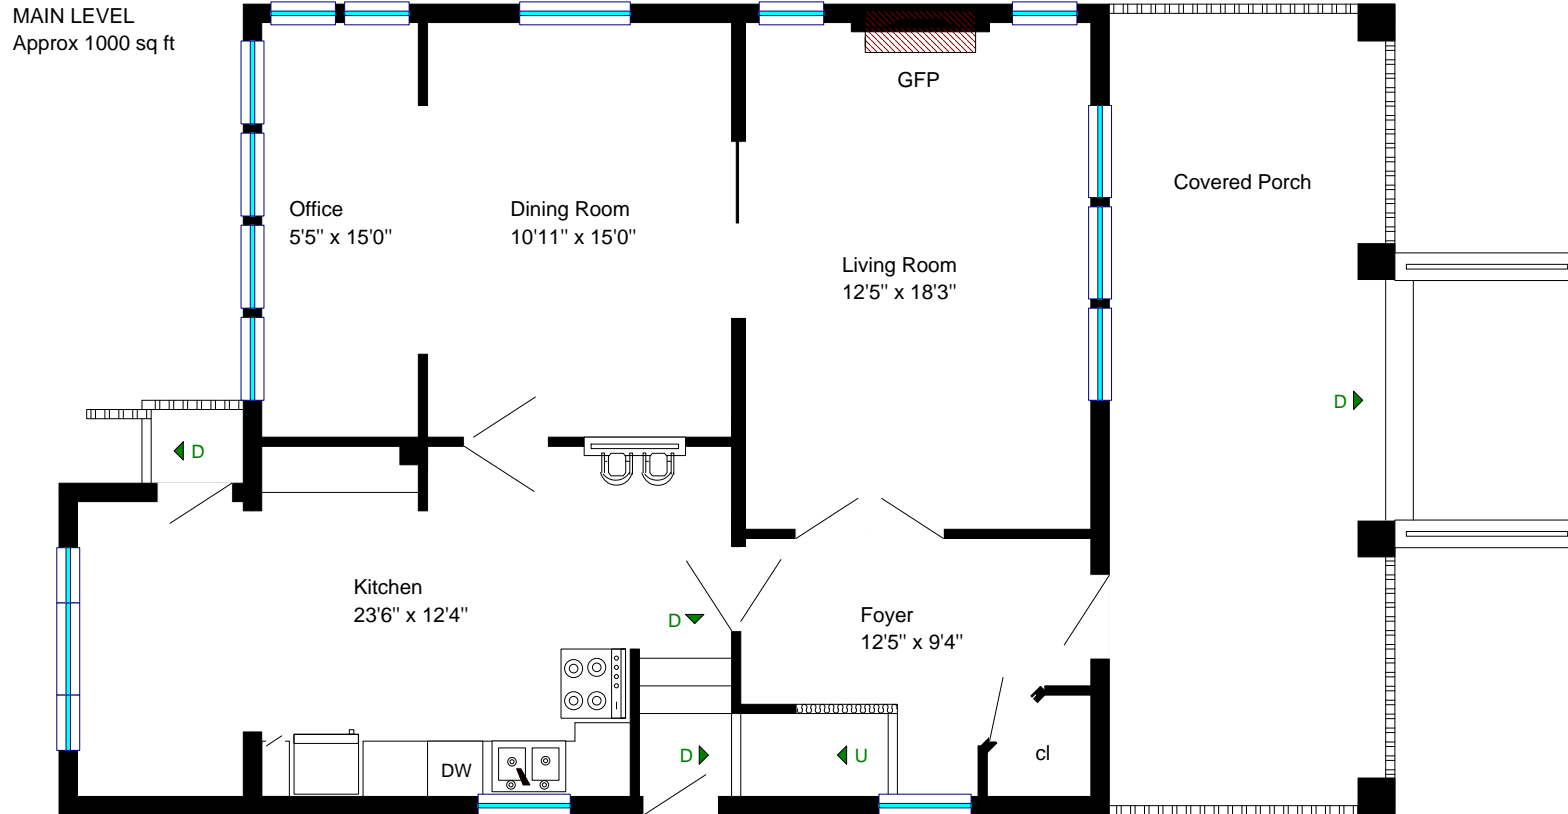 MAIN LEVEL
Approx 1000 sq ft
GFP
Covered Porch
Office
5'5" x 15'0"
Dining Room
10'11" x 15'0"
Living Room
12'5" x 18'3"
D
D
Kitchen
23'6" x 12'4"
D
Foyer
12'5" x 9'4"
DW
D
U
cl